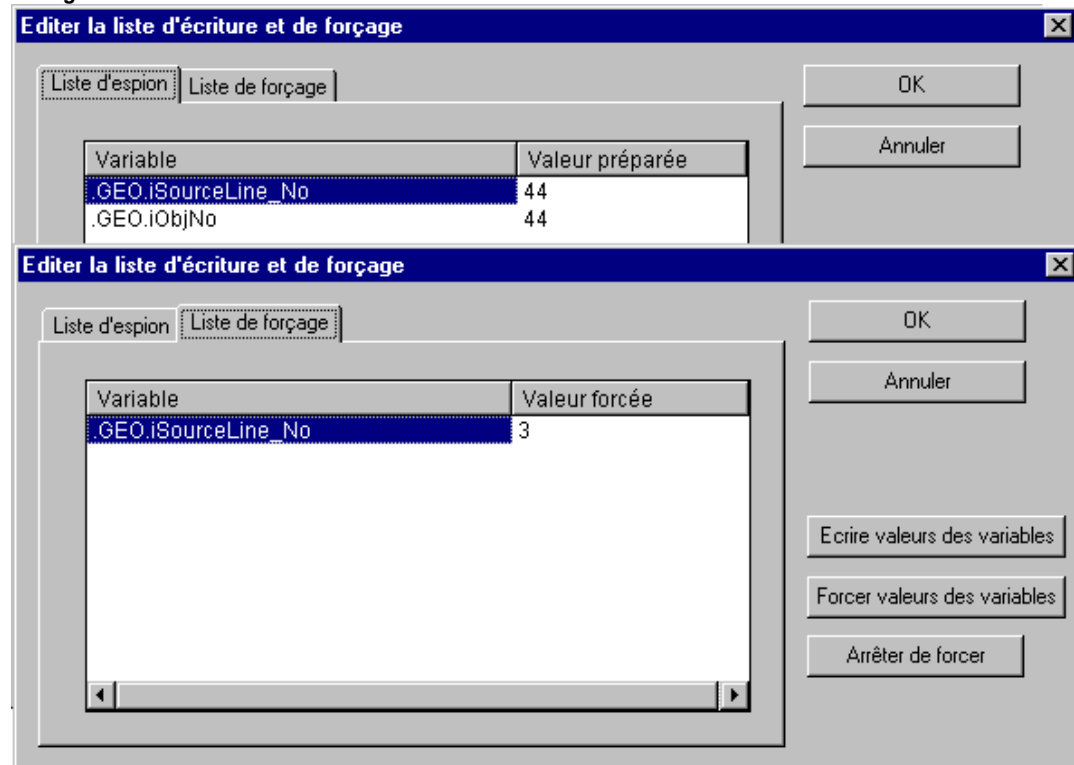 Editer la liste d'écriture et de forçage
Liste d'espion Liste de forçage
OK
Annuler
Variable Valeur préparée
.GEO.iSourceLine_No 44
.GEO.iObjNo 44
Editer la liste d'écriture et de forçage
Liste d'espion Liste de forçage
OK
Annuler
Variable Valeur forcée
.GEO.iSourceLine_No 3
Ecrire valeurs des variables
Forcer valeurs des variables
Arrêter de forcer